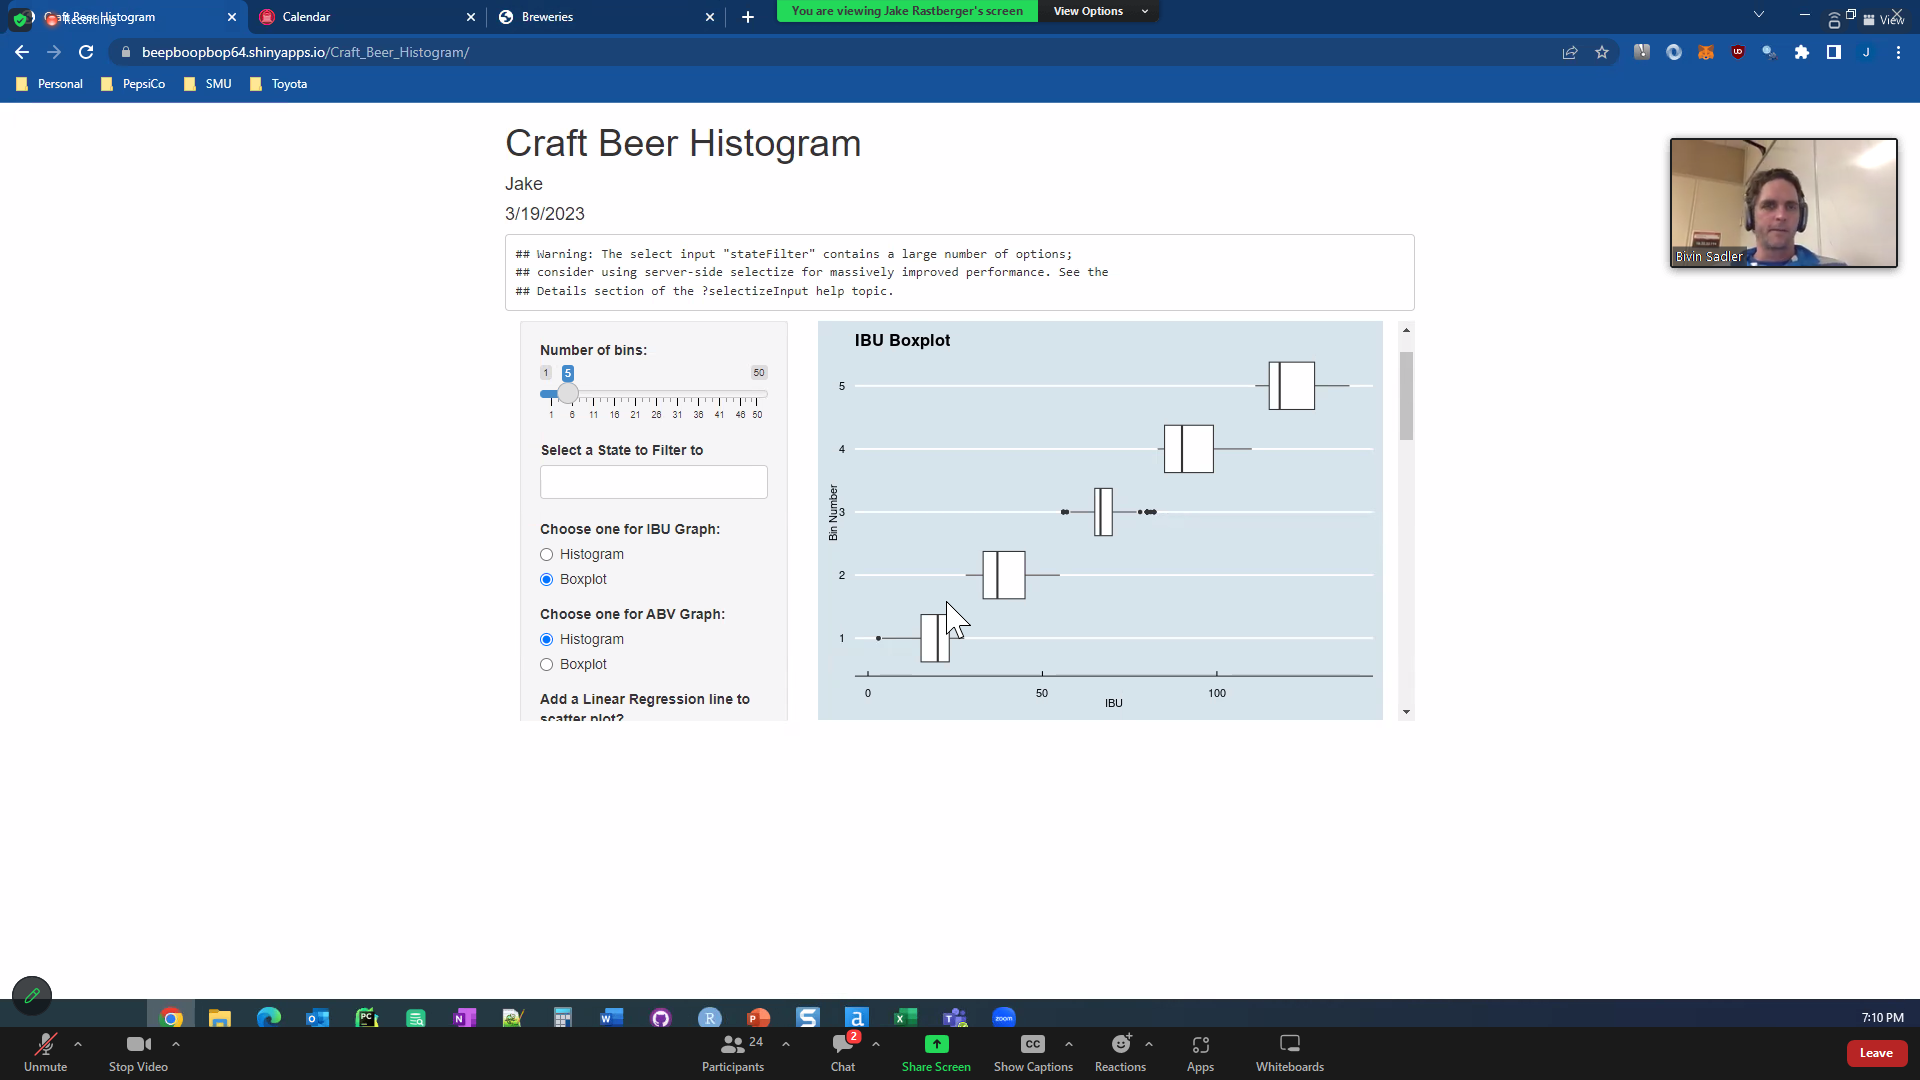 Craft Beer Histogram
Recording
Calendar
Breweries
You are viewing Jake Rastberger's screen
View Options
View
beepboopbop64.shinyapps.io/Craft_Beer_Histogram/
J
Personal
PepsiCo
SMU
Toyota
Craft Beer Histogram
Jake
3/19/2023
## Warning: The select input "stateFilter" contains a large number of options;
## consider using server-side selectize for massively improved performance. See the
## Details section of the ?selectizeInput help topic.
Bivin Sadler
Number of bins:
1 5 50
1 6 11 16 21 26 31 36 41 46 50
Select a State to Filter to
Choose one for IBU Graph:
Histogram
Boxplot
Choose one for ABV Graph:
Histogram
Boxplot
Add a Linear Regression line to
scatter plot?
IBU Boxplot
5
4
3
2
1
Bin Number
0 50 100
IBU
7:10 PM
Unmute
Stop Video
24
Participants
2
Chat
Share Screen
CC
Show Captions
Reactions
Apps
Whiteboards
Leave